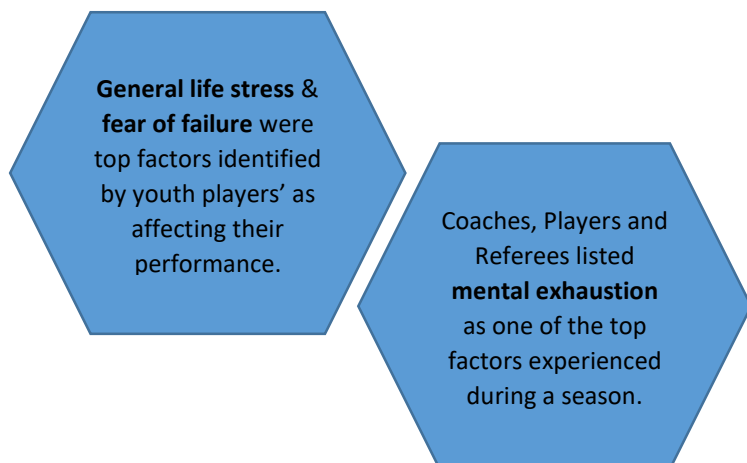 General life stress &
fear of failure were
top factors identified
by youth players’ as
affecting their
performance.
Coaches, Players and
Referees listed
mental exhaustion
as one of the top
factors experienced
during a season.